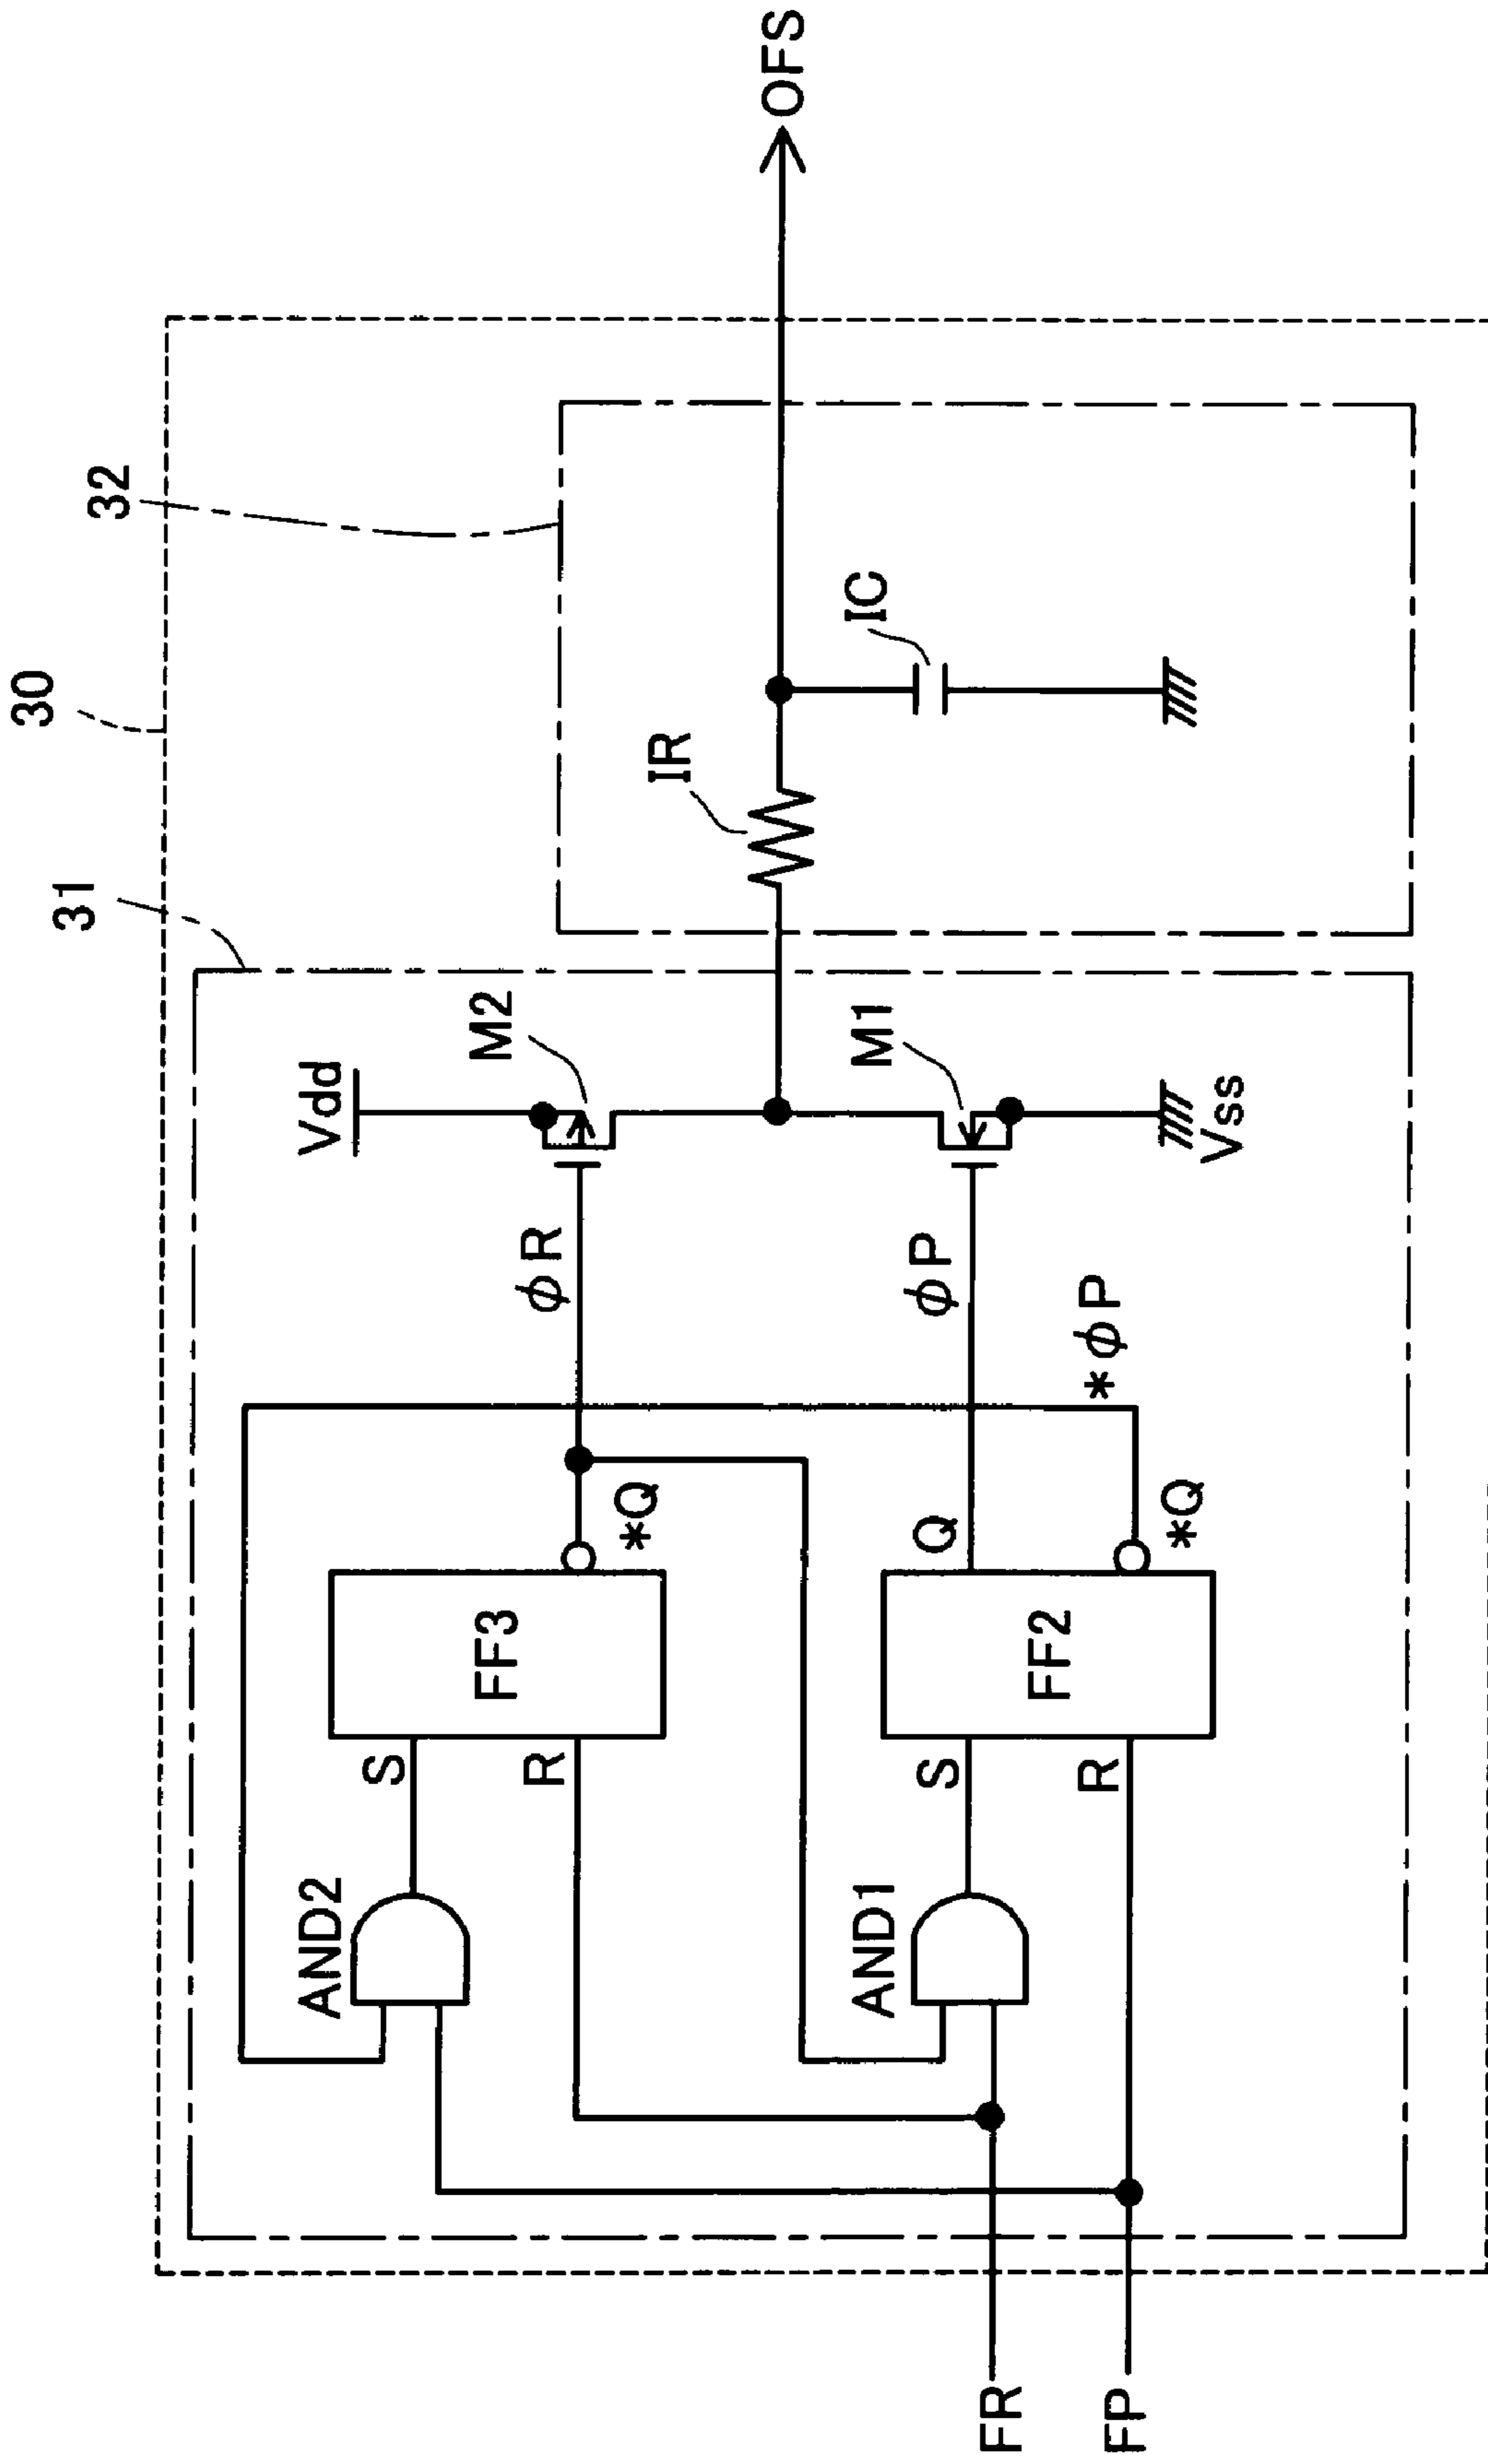 30
31
32
Vdd
M2
IR
OFS
φR
AND2
S
FF3
R
*Q
IC
M1
φP
AND1
S
FF2
Q
R
*Q
*φP
Vss
FR
FP